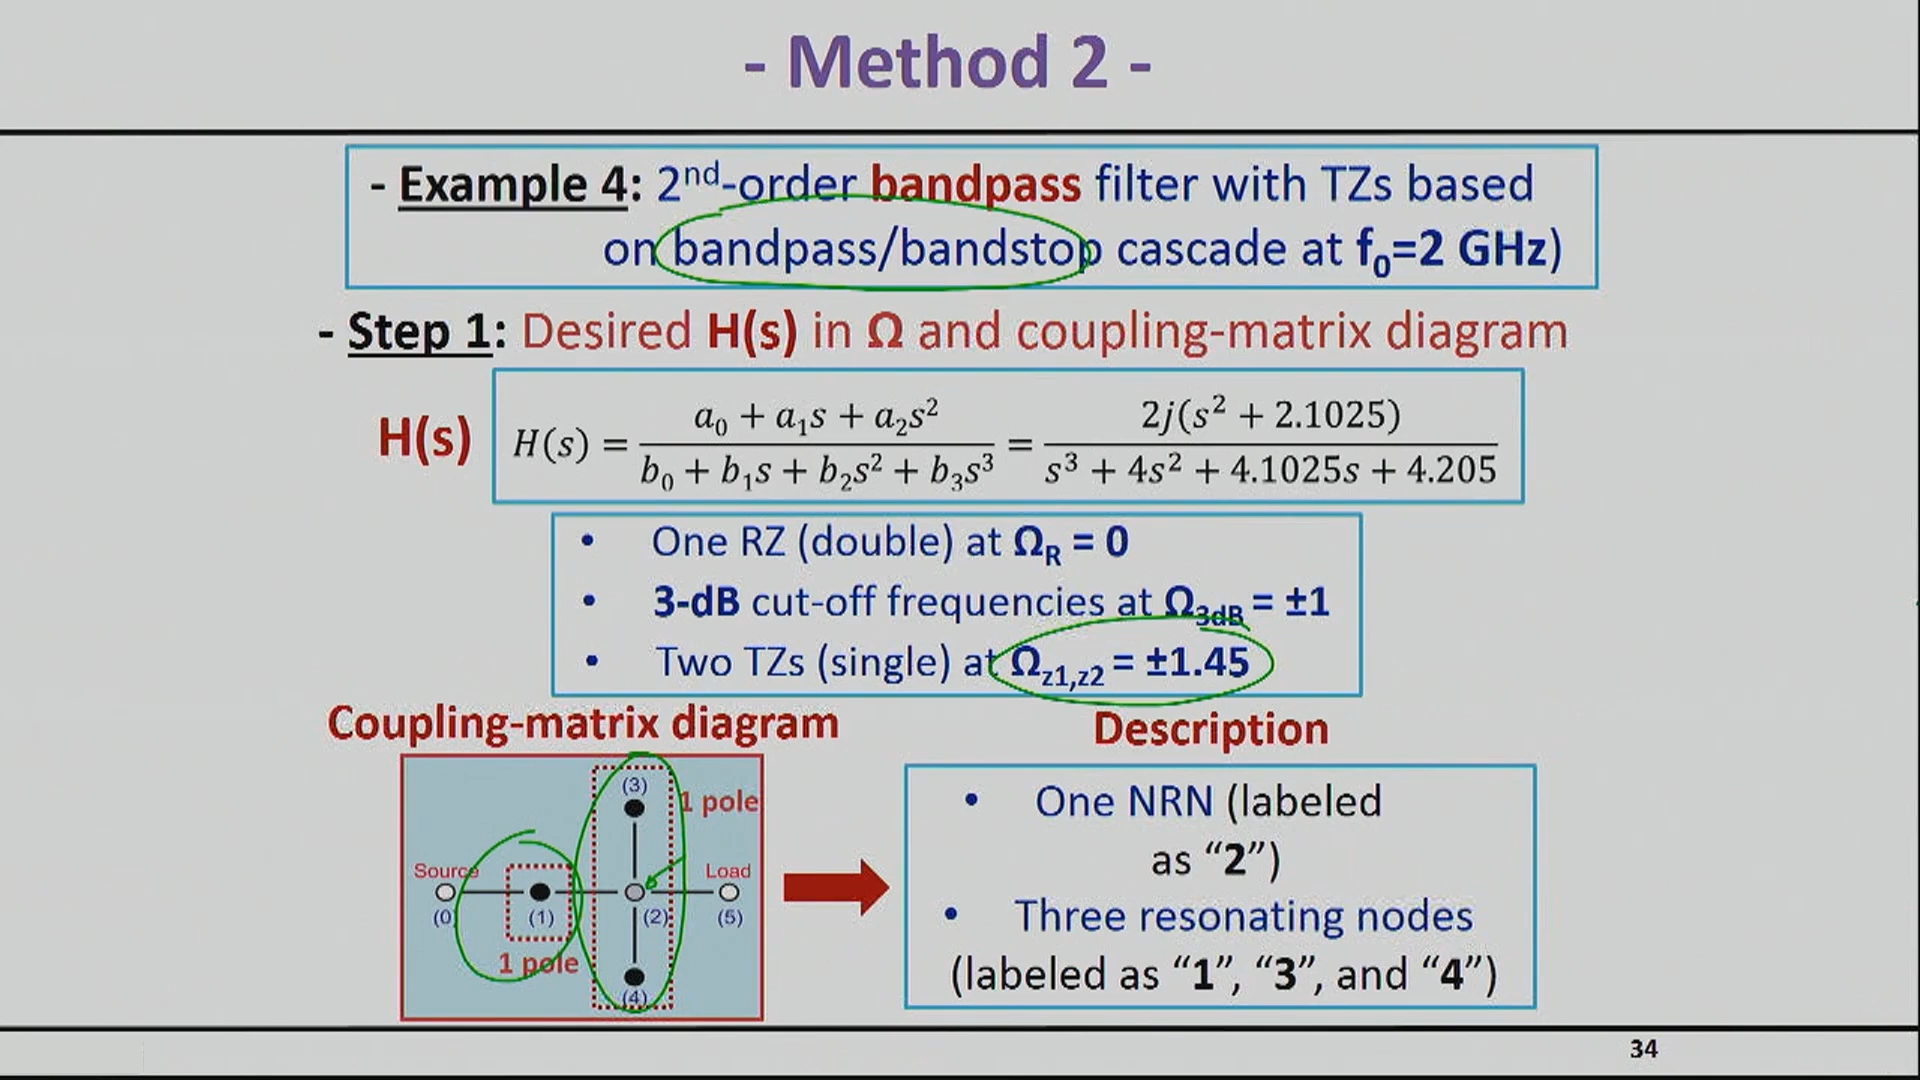 - Method 2 -
- Example 4: 2nd-order bandpass filter with TZs based
on bandpass/bandstop cascade at f0=2 GHz)
- Step 1: Desired H(s) in Ω and coupling-matrix diagram
H(s)
H(s) = (a0 + a1s + a2s²)/(b0 + b1s + b2s² + b3s³) = 2j(s² + 2.1025)/(s³ + 4s² + 4.1025s + 4.205)
• One RZ (double) at ΩR = 0
• 3-dB cut-off frequencies at Ω3dB = ±1
• Two TZs (single) at Ωz1,z2 = ±1.45
Coupling-matrix diagram
(3)
1 pole
Source
Load
(0)
(1)
(2)
(5)
1 pole
(4)
Description
• One NRN (labeled
as “2”)
• Three resonating nodes
(labeled as “1”, “3”, and “4”)
34